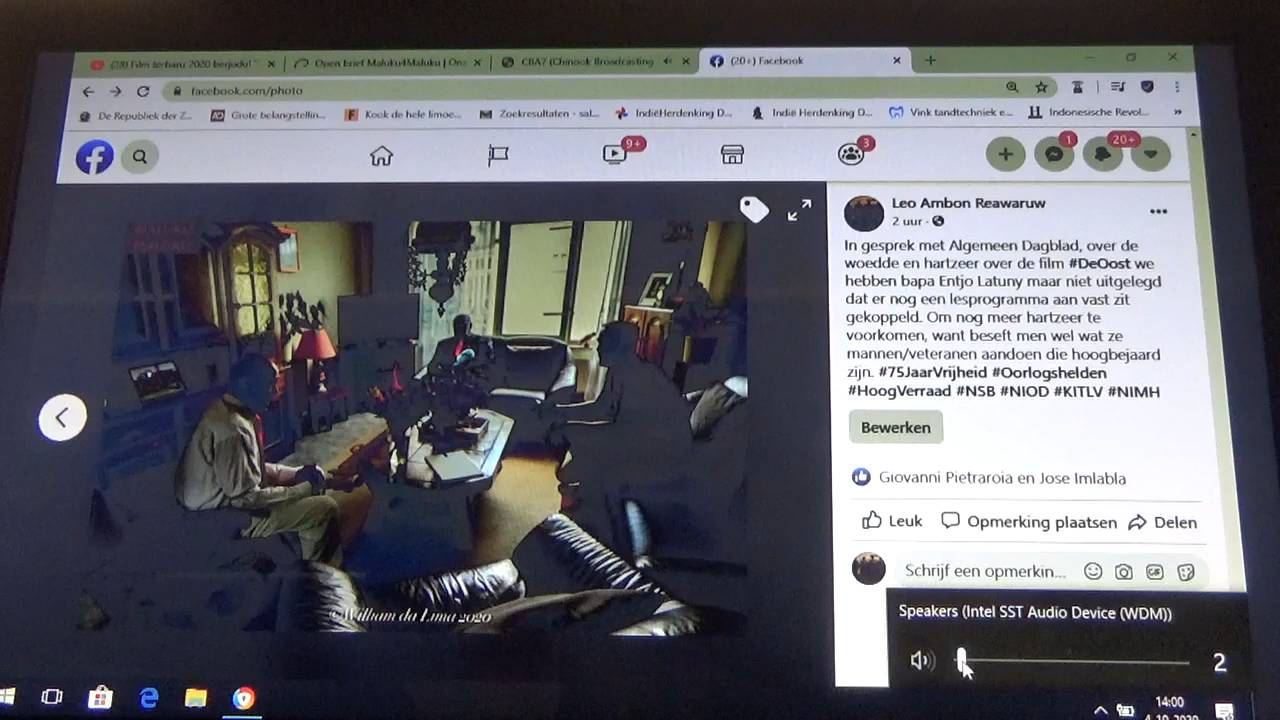 (28) Film terbaru 2020 berjudul "
Open brief Maluku4Maluku | On
CBA7 (Chinook Broadcasting
(20+) Facebook
facebook.com/photo
De Republiek der Z...
Grote belangstellin...
Kook de hele limoe...
Zoekresultaten - sal...
IndiëHerdenking D...
Indië Herdenking D...
Vink tandtechniek e...
Indonesische Revol...
9+
3
1
20+
Leo Ambon Reawaruw
2 uur ·
In gesprek met Algemeen Dagblad, over de
woedde en hartzeer over de film #DeOost we
hebben bapa Entjo Latuny maar niet uitgelegd
dat er nog een lesprogramma aan vast zit
gekoppeld. Om nog meer hartzeer te
voorkomen, want beseft men wel wat ze
mannen/veteranen aandoen die hoogbejaard
zijn. #75JaarVrijheid #Oorlogshelden
#HoogVerraad #NSB #NIOD #KITLV #NIMH
Bewerken
Giovanni Pietraroia en Jose Imlabla
Leuk
Opmerking plaatsen
Delen
Schrijf een opmerkin...
GIF
©Wilham da Lima 2020
Speakers (Intel SST Audio Device (WDM))
2
14:00